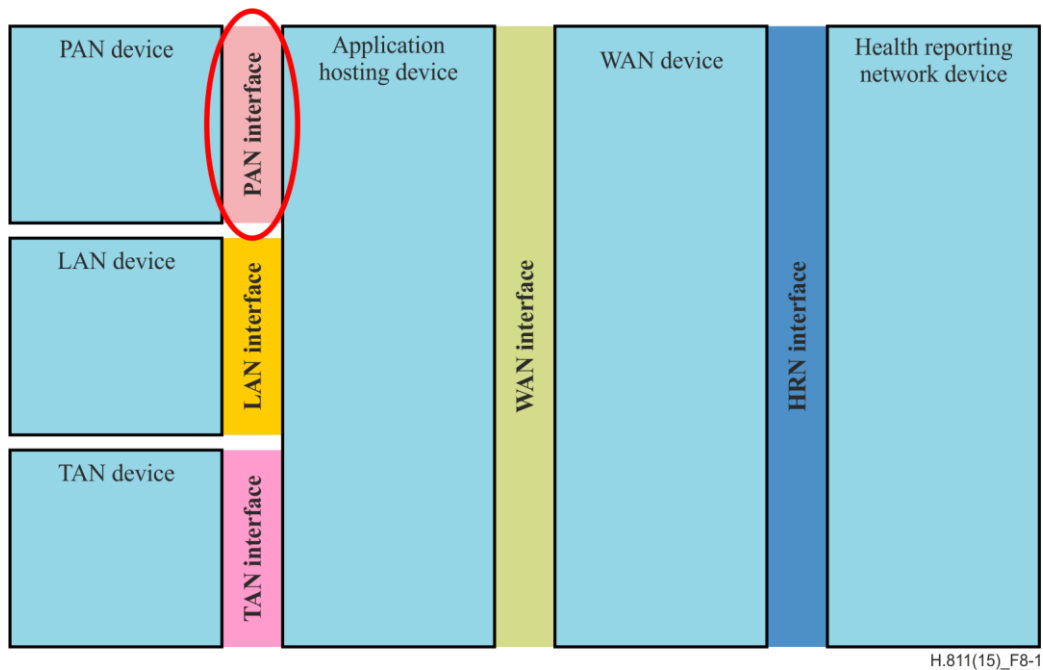 PAN device
PAN interface
Application
hosting device
WAN device
Health reporting
network device
LAN device
LAN interface
WAN interface
HRN interface
TAN device
TAN interface
H.811(15)_F8-1